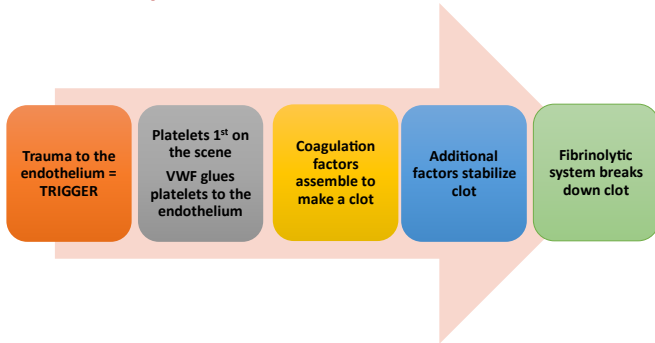 Trauma to the
endothelium =
TRIGGER
Platelets 1st on
the scene
VWF glues
platelets to the
endothelium
Coagulation
factors
assemble to
make a clot
Additional
factors stabilize
clot
Fibrinolytic
system breaks
down clot